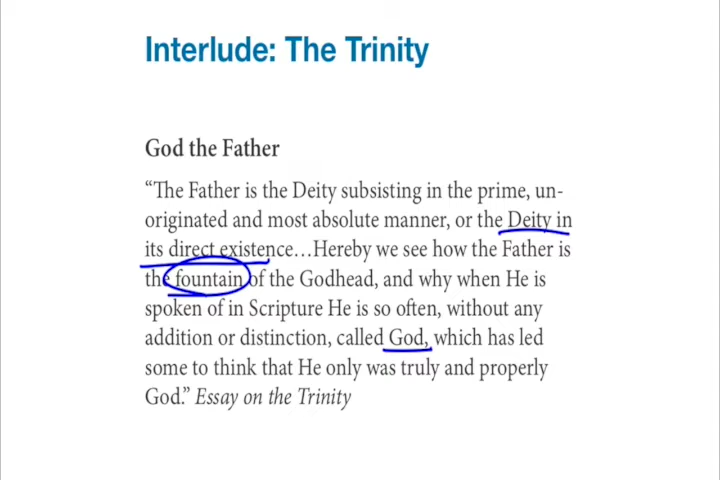 Interlude: The Trinity
God the Father
“The Father is the Deity subsisting in the prime, un-
originated and most absolute manner, or the Deity in
its direct existence…Hereby we see how the Father is
the fountain of the Godhead, and why when He is
spoken of in Scripture He is so often, without any
addition or distinction, called God, which has led
some to think that He only was truly and properly
God.” Essay on the Trinity